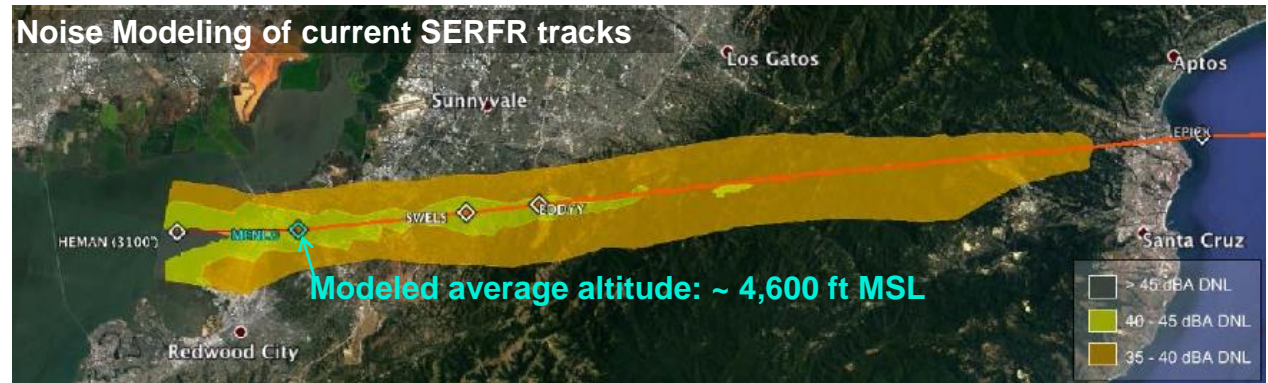 Noise Modeling of current SERFR tracks
Los Gatos
Aptos
Sunnyvale
EPICK
SWELS
EDDYY
HEMAN (3100')
MENLO
Santa Cruz
Modeled average altitude: ~ 4,600 ft MSL
> 45 dBA DNL
40 - 45 dBA DNL
Redwood City
35 - 40 dBA DNL